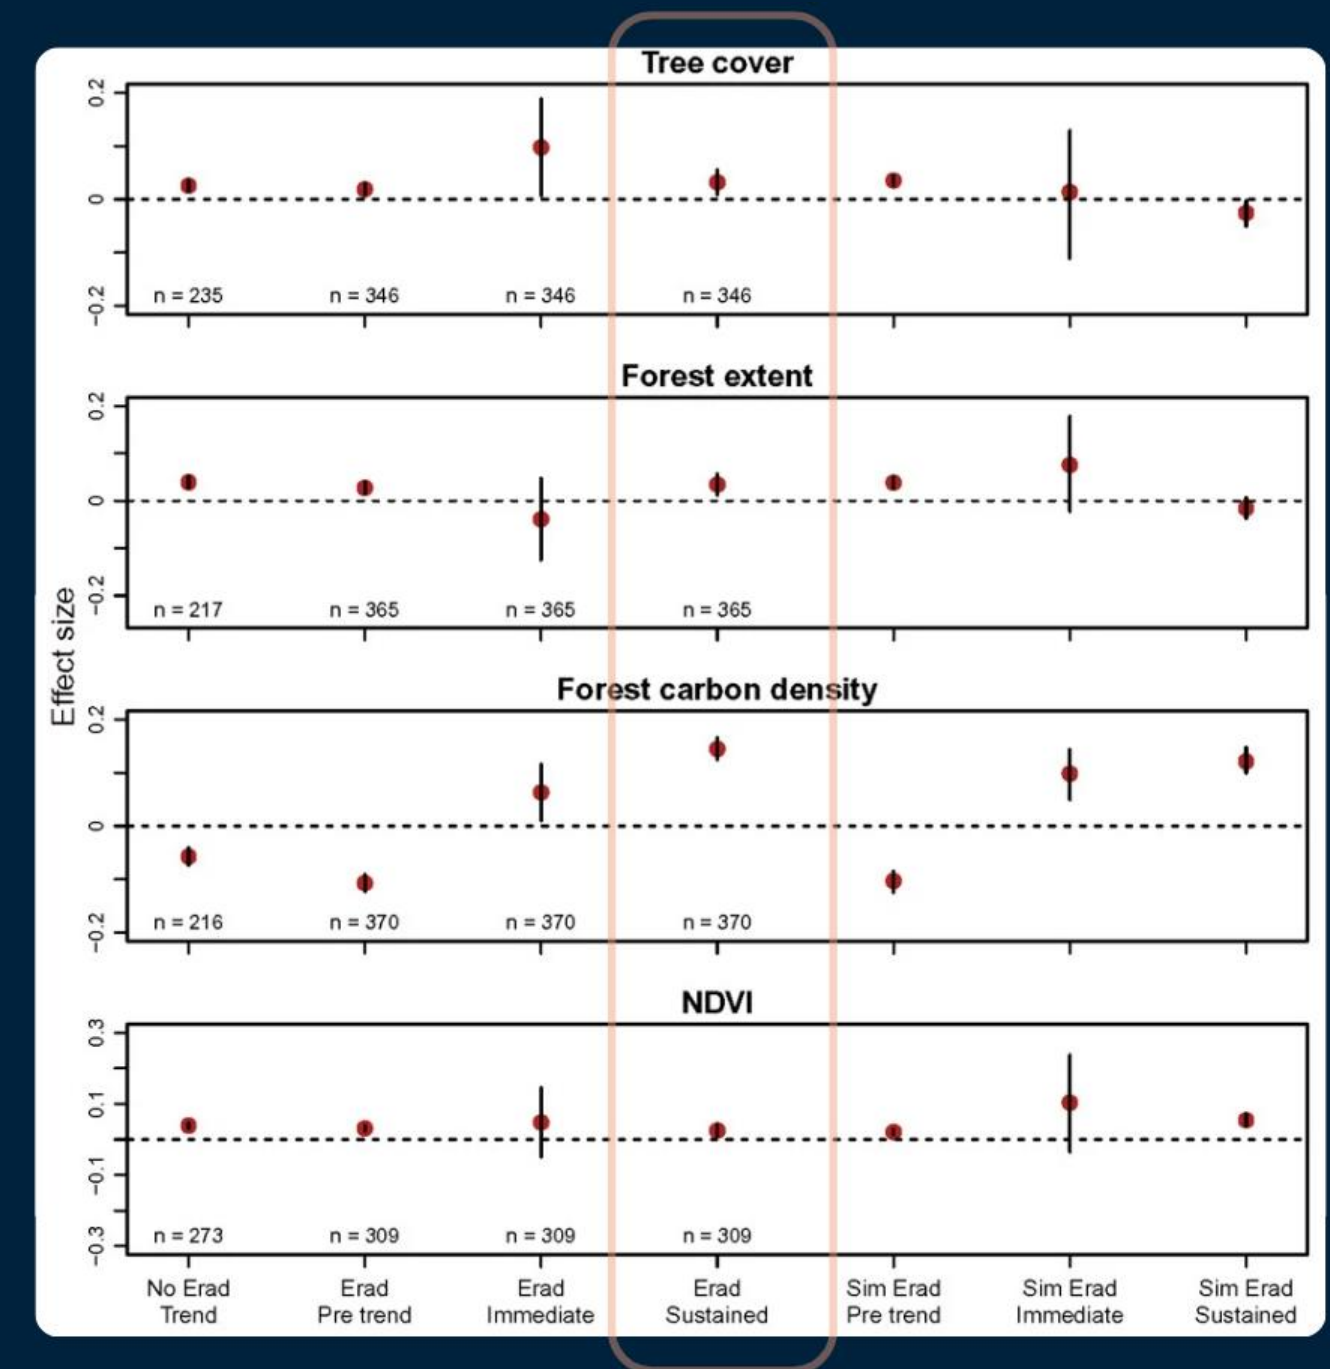 Tree cover
0.2
0
−0.2
n = 235
n = 346
n = 346
n = 346
Forest extent
0.2
0
−0.2
n = 217
n = 365
n = 365
n = 365
Effect size
Forest carbon density
0.2
0
−0.2
n = 216
n = 370
n = 370
n = 370
NDVI
0.3
0.1
−0.1
−0.3
n = 273
n = 309
n = 309
n = 309
No Erad
Trend
Erad
Pre trend
Erad
Immediate
Erad
Sustained
Sim Erad
Pre trend
Sim Erad
Immediate
Sim Erad
Sustained